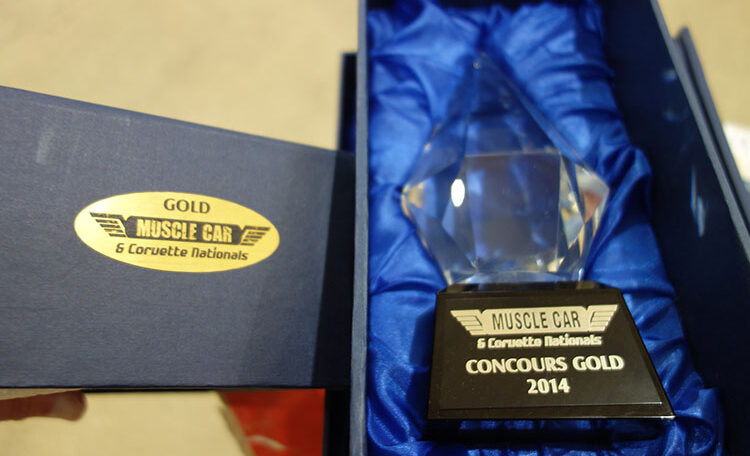 GOLD
MUSCLE CAR
& Corvette Nationals
MUSCLE CAR
& Corvette Nationals
CONCOURS GOLD
2014